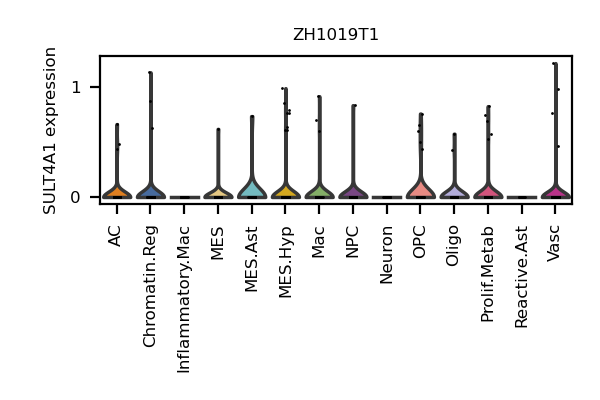 ZH1019T1
SULT4A1 expression
1
0
AC
Chromatin.Reg
Inflammatory.Mac
MES
MES.Ast
MES.Hyp
Mac
NPC
Neuron
OPC
Oligo
Prolif.Metab
Reactive.Ast
Vasc